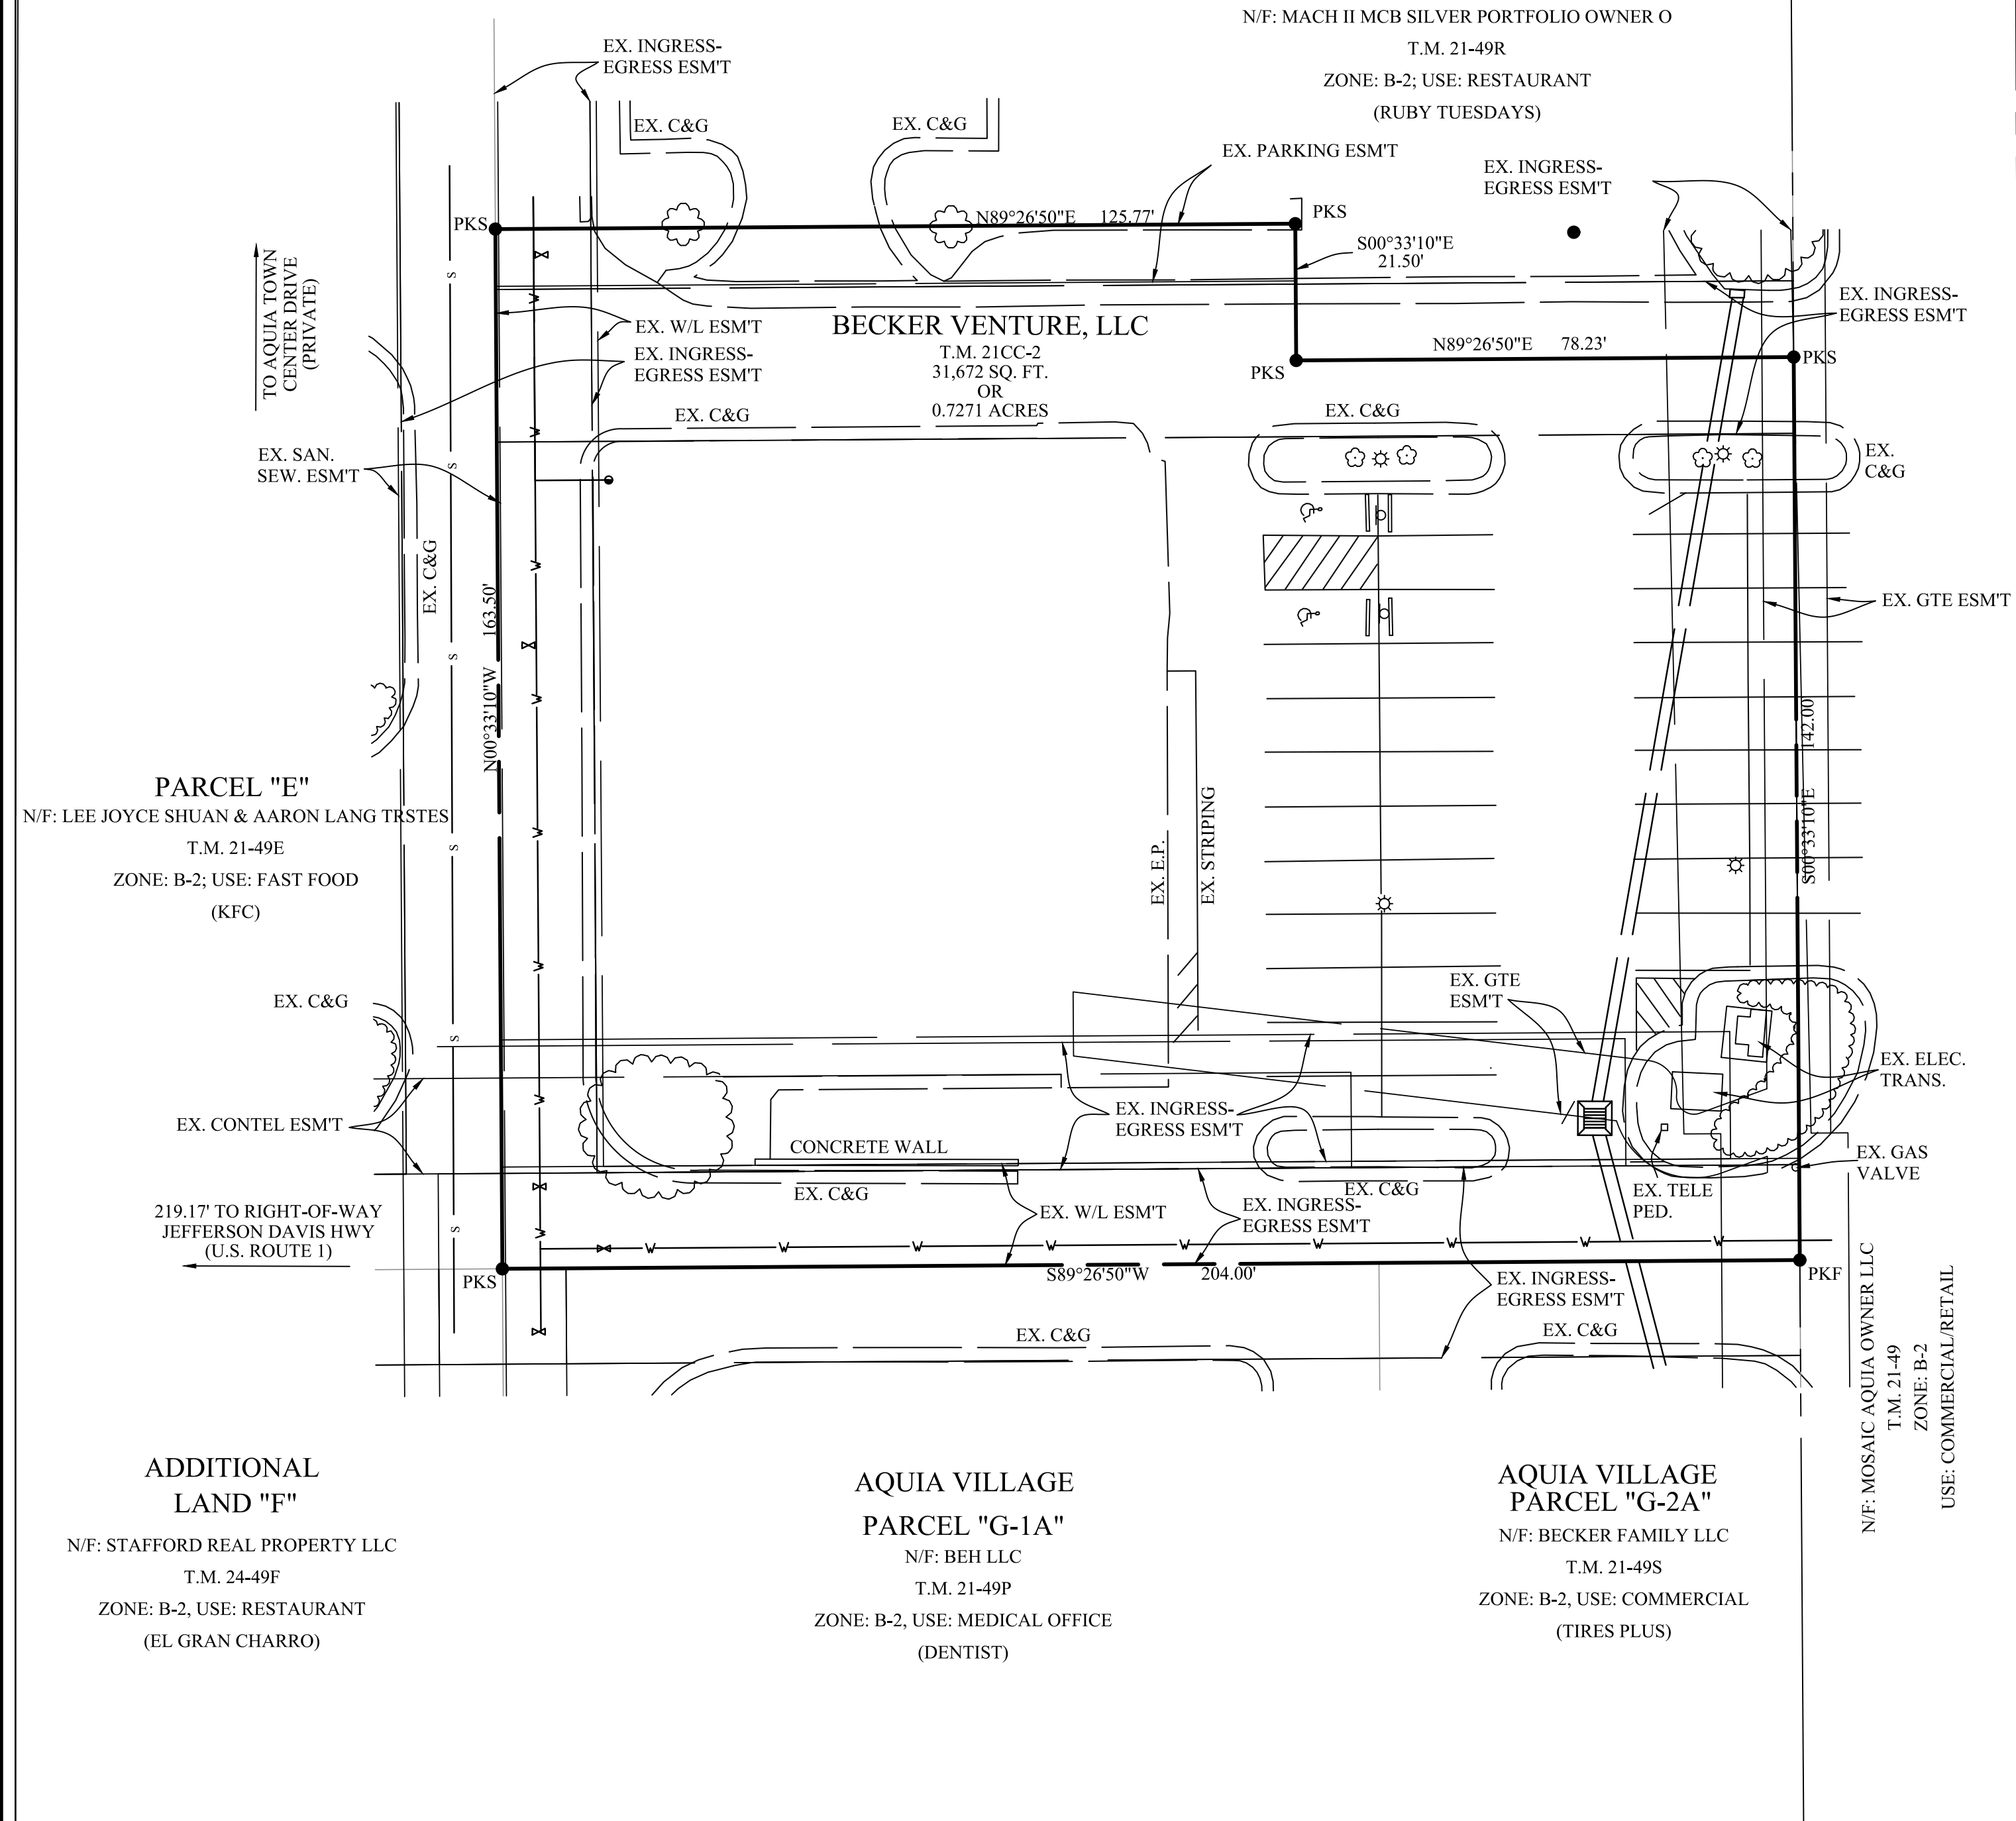 N/F: MACH II MCB SILVER PORTFOLIO OWNER O
T.M. 21-49R
ZONE: B-2; USE: RESTAURANT
(RUBY TUESDAYS)
EX. INGRESS-
EGRESS ESM'T
EX. C&G
EX. C&G
EX. PARKING ESM'T
EX. INGRESS-
EGRESS ESM'T
PKS
N89°26'50"E 125.77'
PKS
S00°33'10"E
21.50'
TO AQUIA TOWN
CENTER DRIVE
(PRIVATE)
S
W
EX. INGRESS-
EGRESS ESM'T
EX. W/L ESM'T
EX. INGRESS-
EGRESS ESM'T
BECKER VENTURE, LLC
T.M. 21CC-2
31,672 SQ. FT.
OR
0.7271 ACRES
N89°26'50"E 78.23'
PKS
PKS
EX. C&G
EX. C&G
EX.
C&G
W
S
EX. SAN.
SEW. ESM'T
EX. C&G
W
N00°33'10"W 163.50'
EX. GTE ESM'T
S
W
142.00
S00°33'10"E
PARCEL "E"
N/F: LEE JOYCE SHUAN & AARON LANG TRSTES
T.M. 21-49E
ZONE: B-2; USE: FAST FOOD
(KFC)
S
W
EX. E.P.
EX. STRIPING
W
EX. C&G
S
EX. GTE
ESM'T
EX. ELEC.
TRANS.
W
EX. CONTEL ESM'T
EX. INGRESS-
EGRESS ESM'T
CONCRETE WALL
EX. GAS
VALVE
EX. C&G
EX. C&G
EX. TELE
PED.
219.17' TO RIGHT-OF-WAY
JEFFERSON DAVIS HWY
(U.S. ROUTE 1)
S
W
EX. W/L ESM'T
EX. INGRESS-
EGRESS ESM'T
W W W W W W W W W
PKS
S89°26'50"W 204.00'
PKF
EX. INGRESS-
EGRESS ESM'T
EX. C&G
EX. C&G
N/F: MOSAIC AQUIA OWNER LLC
T.M. 21-49
ZONE: B-2
USE: COMMERCIAL/RETAIL
ADDITIONAL
LAND "F"
N/F: STAFFORD REAL PROPERTY LLC
T.M. 24-49F
ZONE: B-2, USE: RESTAURANT
(EL GRAN CHARRO)
AQUIA VILLAGE
PARCEL "G-1A"
N/F: BEH LLC
T.M. 21-49P
ZONE: B-2, USE: MEDICAL OFFICE
(DENTIST)
AQUIA VILLAGE
PARCEL "G-2A"
N/F: BECKER FAMILY LLC
T.M. 21-49S
ZONE: B-2, USE: COMMERCIAL
(TIRES PLUS)